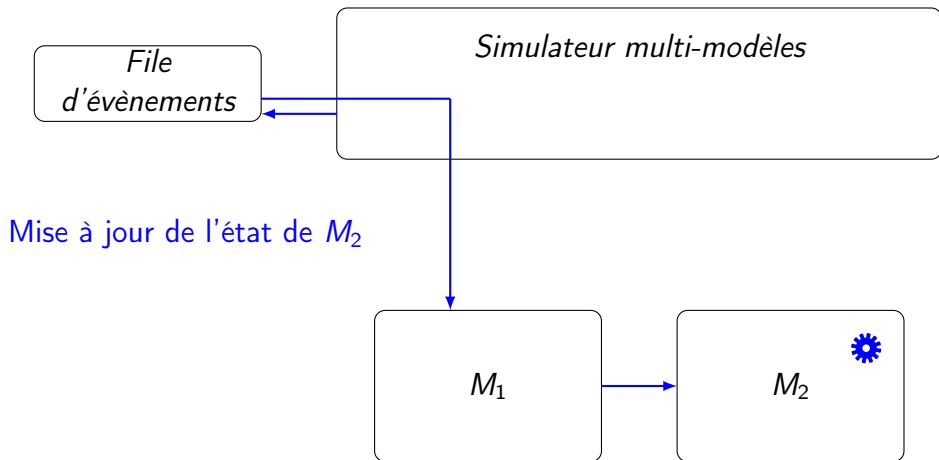 File
d'évènements
Simulateur multi-modèles
Mise à jour de l'état de M₂
M₁
M₂